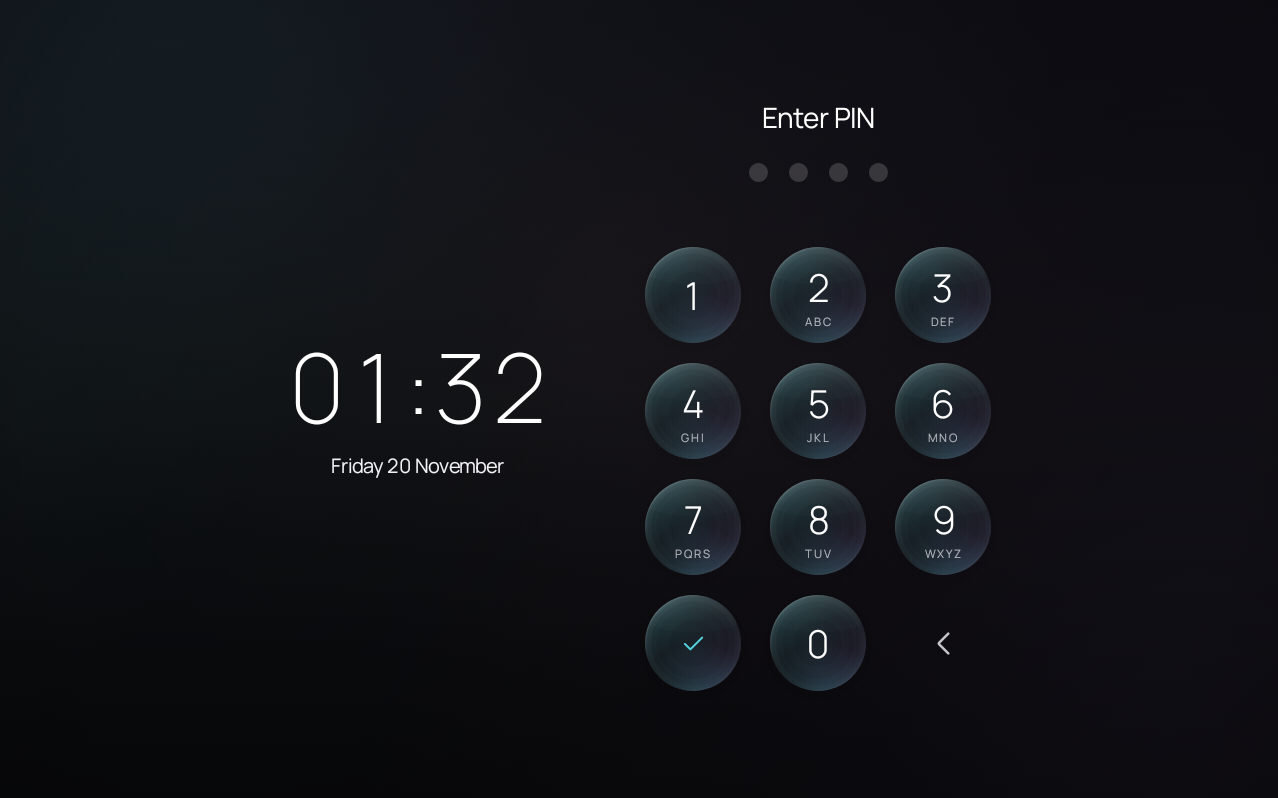 Enter PIN
1
2
3
ABC
DEF
01:32
Friday 20 November
4
5
6
GHI
JKL
MNO
7
8
9
PQRS
TUV
WXYZ
0